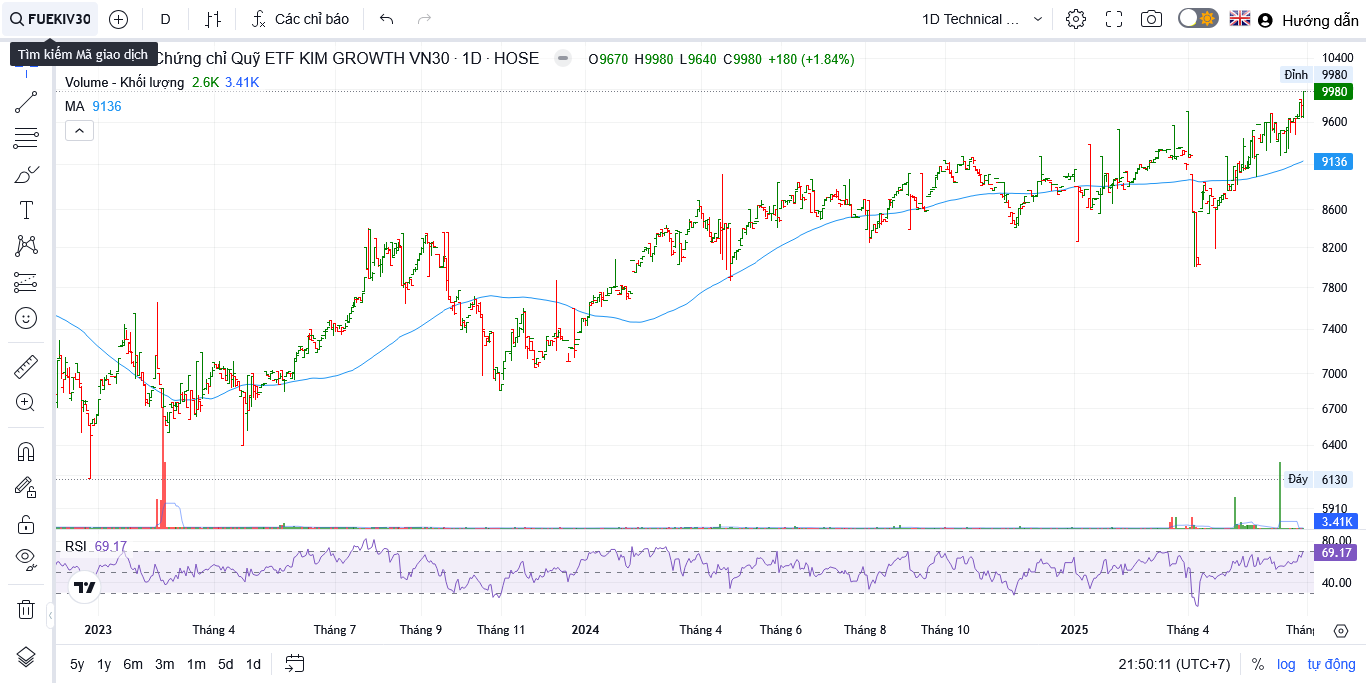 FUEKIV30 D Các chỉ báo 1D Technical ... Hướng dẫn
Tìm kiếm Mã giao dịch
Chứng chỉ Quỹ ETF KIM GROWTH VN30 · 1D · HOSE O9670 H9980 L9640 C9980 +180 (+1.84%)
Volume - Khối lượng 2.6K 3.41K
MA 9136
10400
Đỉnh 9980
9980
9600
9136
8600
8200
7800
7400
7000
6700
6400
Đáy 6130
5910
3.41K
RSI 69.17
80.00
69.17
40.00
2023 Tháng 4 Tháng 7 Tháng 9 Tháng 11 2024 Tháng 4 Tháng 6 Tháng 8 Tháng 10 2025 Tháng 4 Thán
5y 1y 6m 3m 1m 5d 1d 21:50:11 (UTC+7) % log tự động